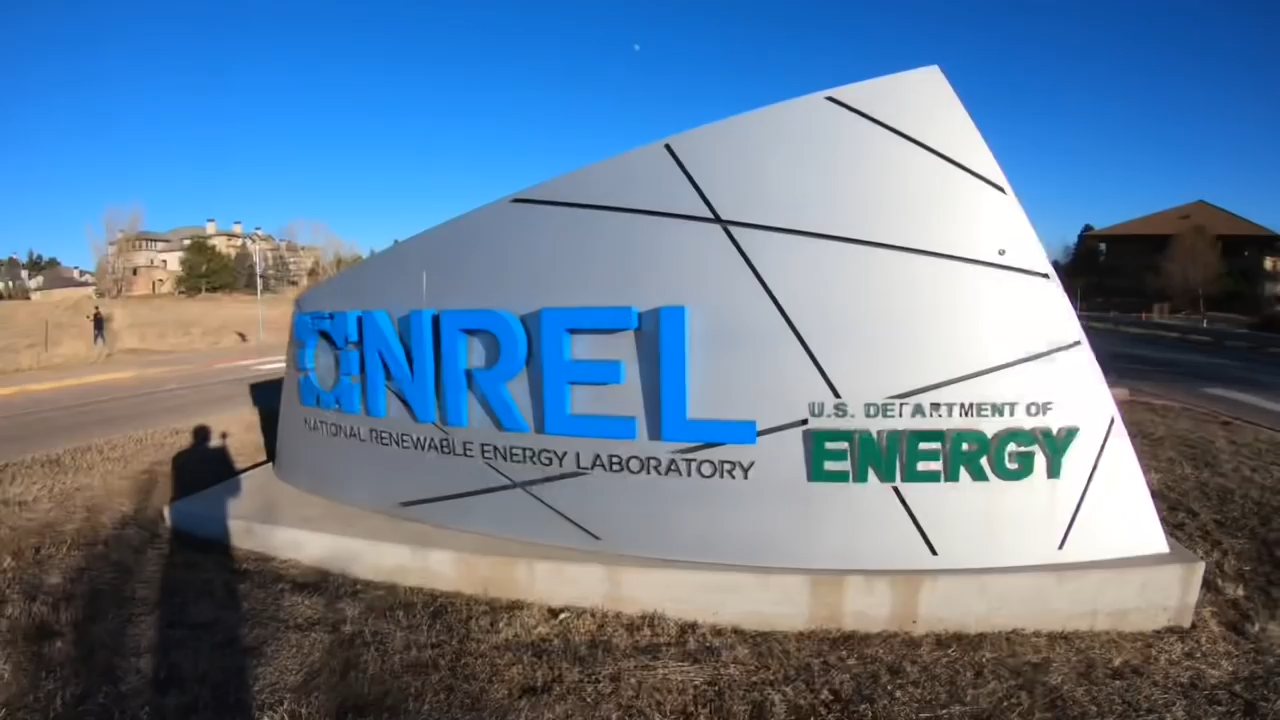 NREL
NATIONAL RENEWABLE ENERGY LABORATORY
U.S. DEPARTMENT OF
ENERGY